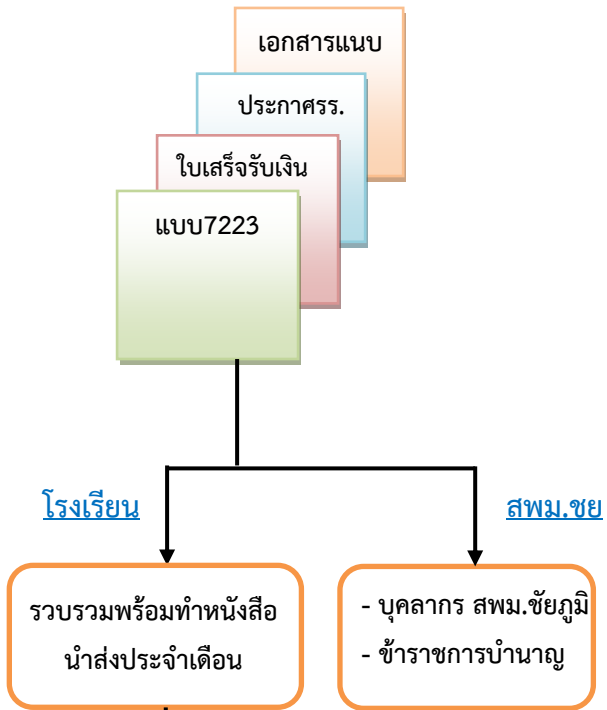 เอกสารแนบ
ประกาศรร.
ใบเสร็จรับเงิน
แบบ7223
โรงเรียน
สพม.ชย
รวบรวมพร้อมทำหนังสือ
นำส่งประจำเดือน
- บุคลากร สพม.ชัยภูมิ
- ข้าราชการบำนาญ